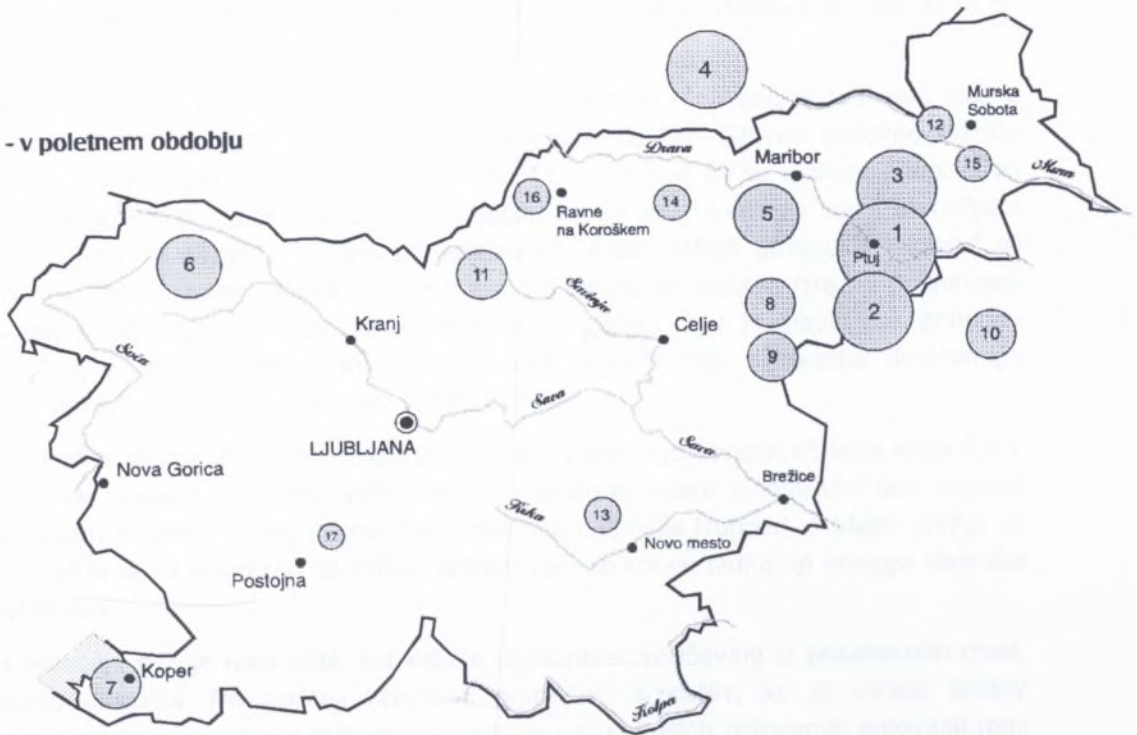 4
Murska
Sobota
12
- v poletnem obdobju
Drava
Maribor
15
Mura
3
16
Ravne
na Koroškem
14
5
1
Ptuj
6
11
Savinja
8
2
10
Kranj
Celje
9
Soča
Sava
LJUBLJANA
Sava
Nova Gorica
Brežice
Krka
13
17
Novo mesto
Postojna
7
Koper
Kolpa